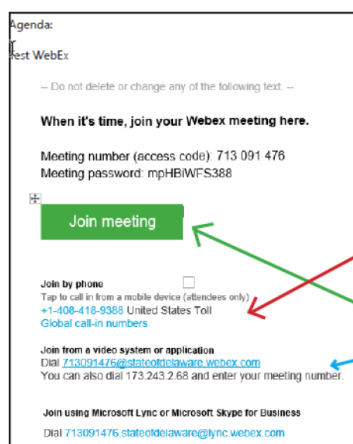 Agenda:
Test WebEx
-- Do not delete or change any of the following text. --
When it's time, join your Webex meeting here.
Meeting number (access code): 713 091 476
Meeting password: mpHBiWFS388
Join meeting
Join by phone
Tap to call in from a mobile device (attendees only)
+1-408-418-9388 United States Toll
Global call-in numbers
Join from a video system or application
Dial 713091476@stateofdelaware.webex.com
You can also dial 173.243.2.68 and enter your meeting number.
Join using Microsoft Lync or Microsoft Skype for Business
Dial 713091476.stateofdelaware@lync.webex.com